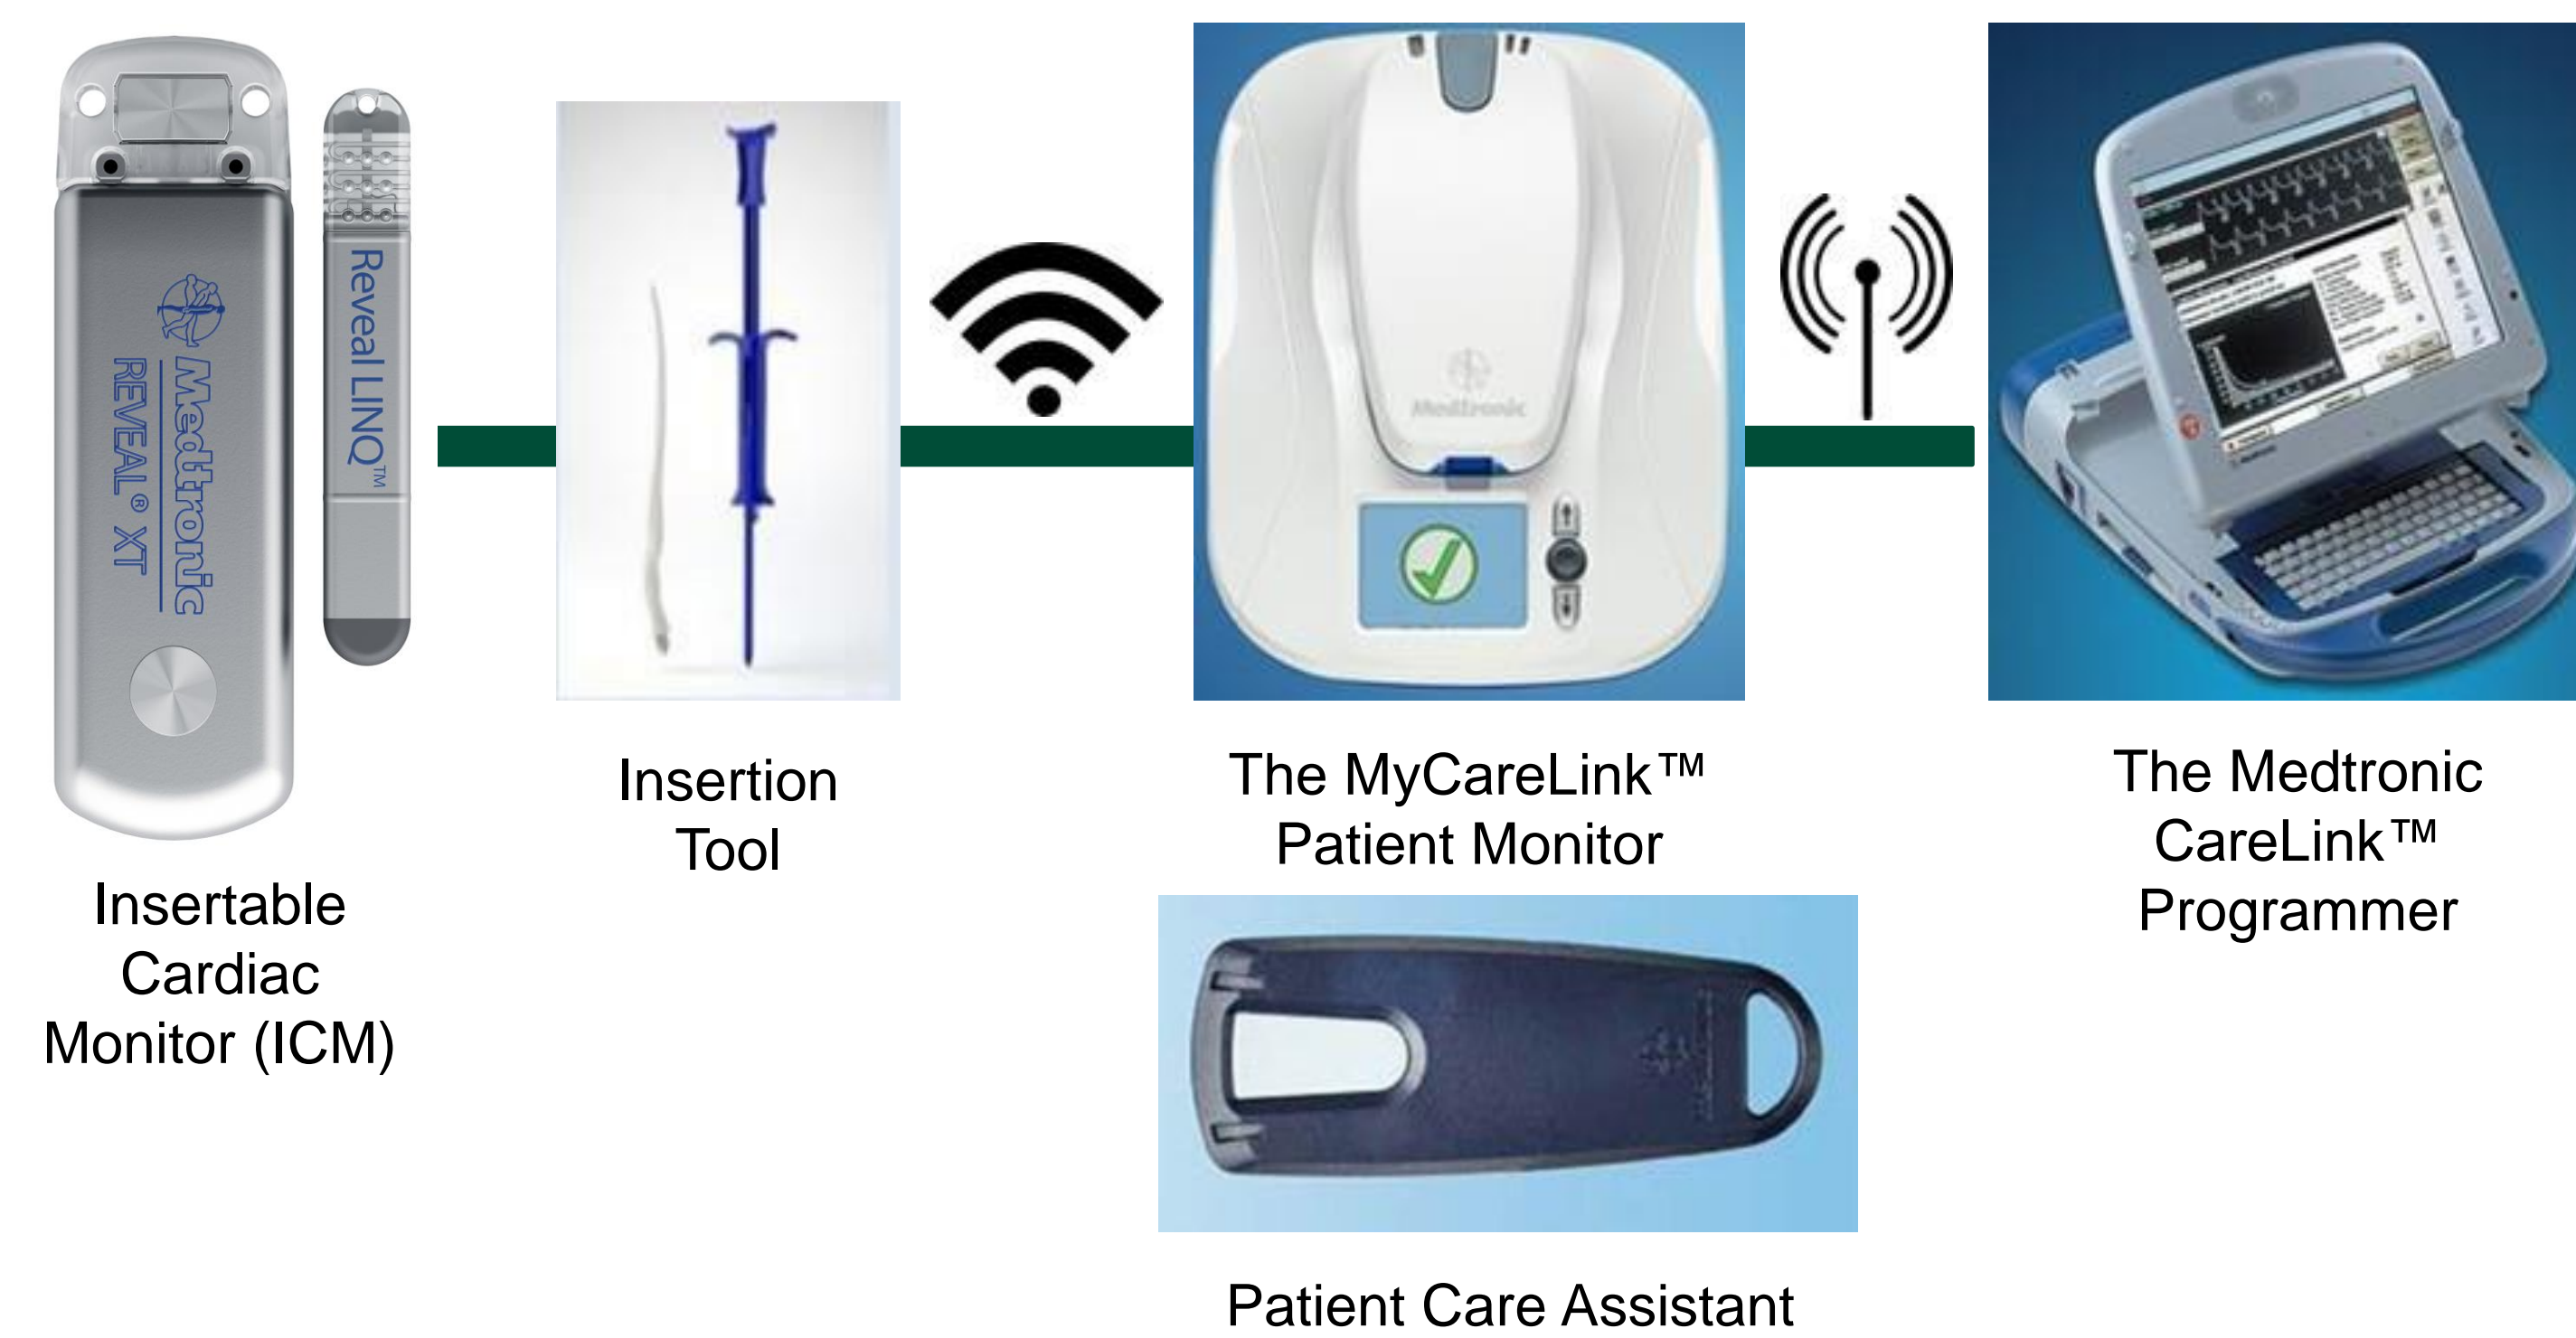 Medtronic
REVEAL® XT
Reveal LINQ™
Insertable
Cardiac
Monitor (ICM)
Insertion
Tool
Medtronic
The MyCareLink™
Patient Monitor
The Medtronic
CareLink™
Programmer
Patient Care Assistant